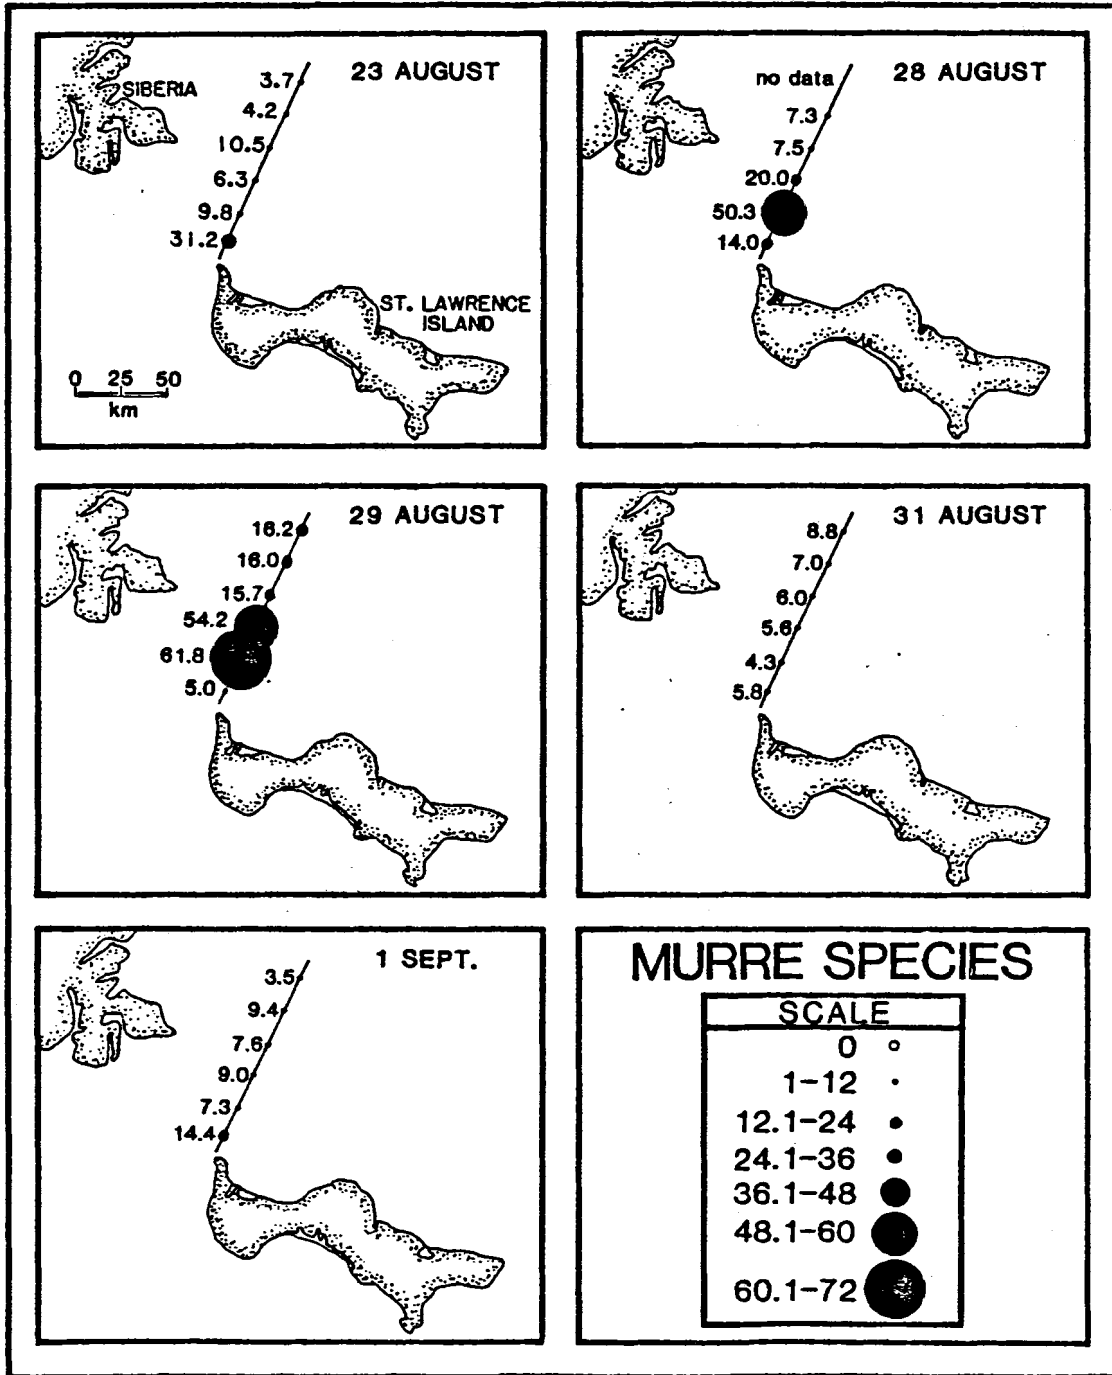 23 AUGUST
SIBERIA
3.7
4.2
10.5
6.3
9.8
31.2
ST. LAWRENCE
ISLAND
0 25 50
km
28 AUGUST
no data
7.3
7.5
20.0
50.3
14.0
29 AUGUST
16.2
16.0
15.7
54.2
61.8
5.0
31 AUGUST
8.8
7.0
6.0
5.6
4.3
5.8
1 SEPT.
3.5
9.4
7.6
9.0
7.3
14.4
MURRE SPECIES
SCALE
0
1-12
12.1-24
24.1-36
36.1-48
48.1-60
60.1-72